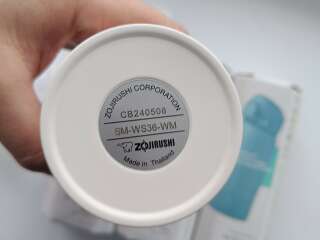 ZOJIRUSHI CORPORATION
CB240506
SM-WS36-WM
ZOJIRUSHI
Made in Thailand